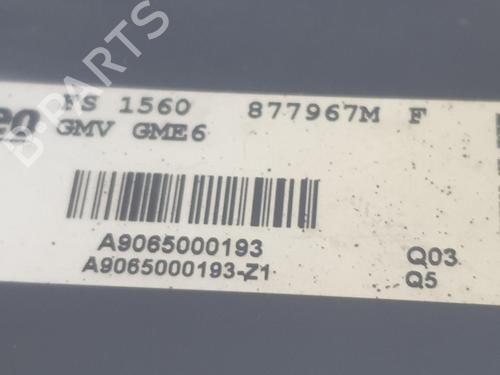 FS 1560 877967M F
GMV GME6
A9065000193
A9065000193-Z1
Q03
Q5
B-PARTS